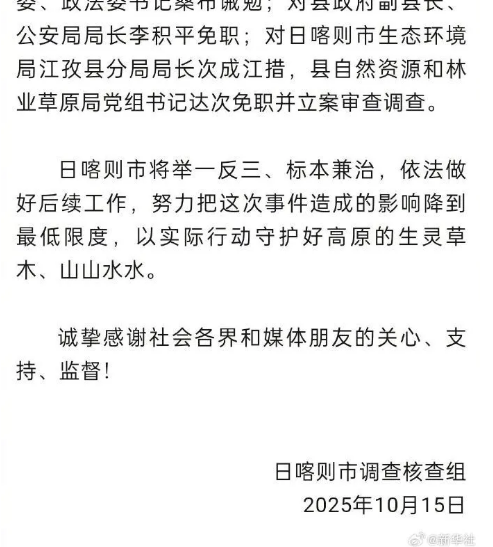 委、政法委书记桑布诫勉；对县政府副县长、
公安局局长李积平免职；对日喀则市生态环境
局江孜县分局局长次成江措，县自然资源和林
业草原局党组书记达次免职并立案审查调查。
日喀则市将举一反三、标本兼治，依法做
好后续工作，努力把这次事件造成的影响降到
最低限度，以实际行动守护好高原的生灵草
木、山山水水。
诚挚感谢社会各界和媒体朋友的关心、支
持、监督!
日喀则市调查核查组
2025年10月15日
@新华社